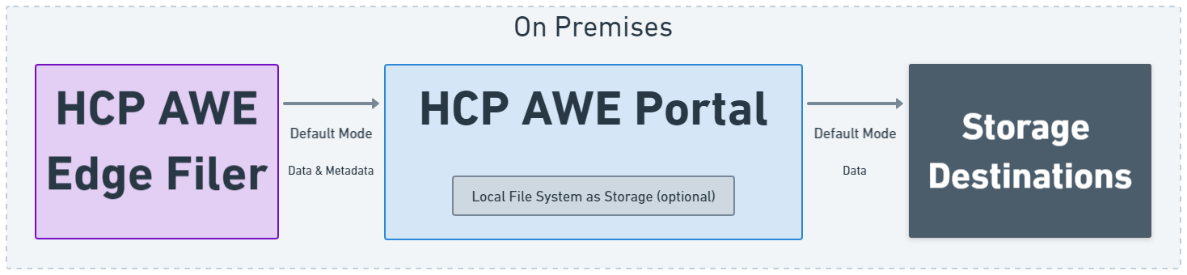 On Premises
HCP AWE
Edge Filer
Default Mode
Data & Metadata
HCP AWE Portal
Local File System as Storage (optional)
Default Mode
Data
Storage
Destinations